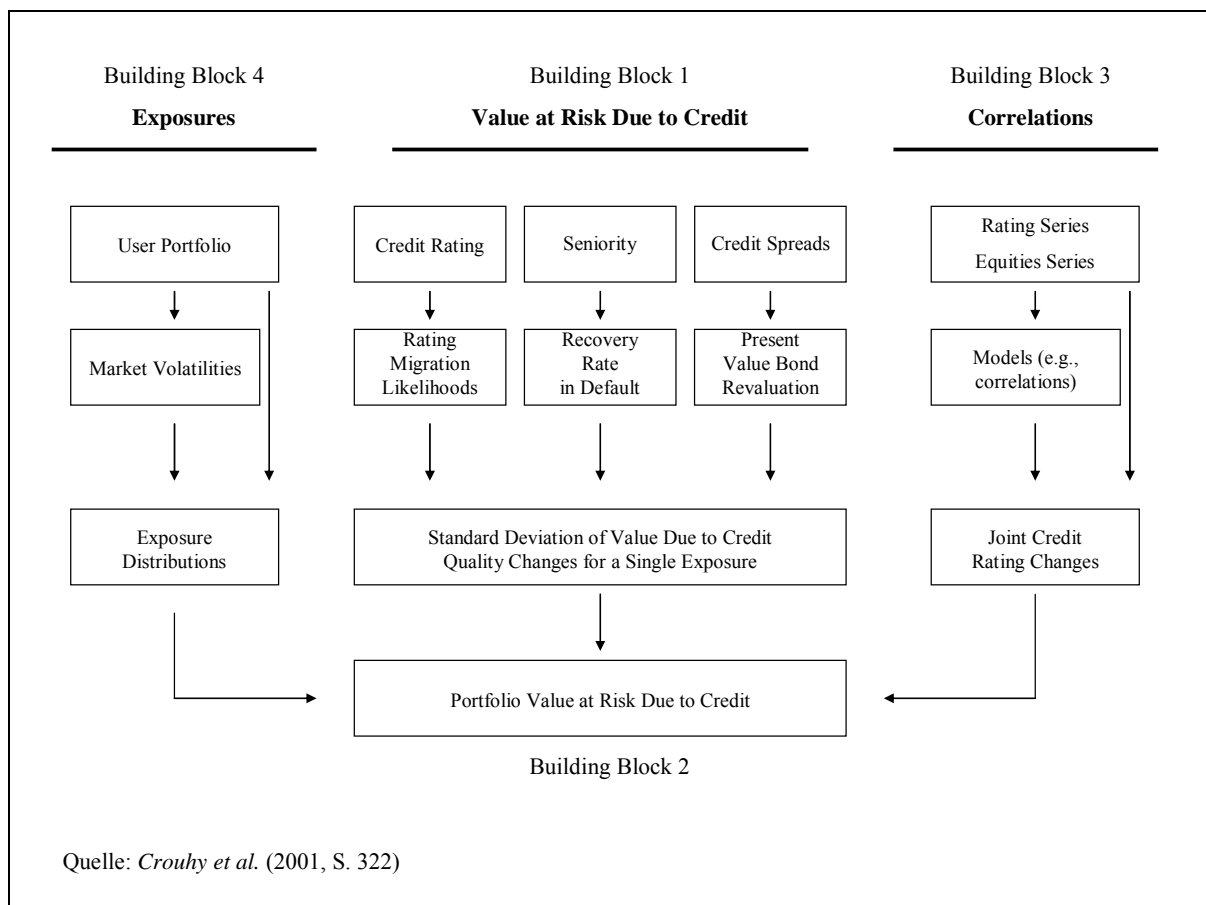 Building Block 4
Exposures
Building Block 1
Value at Risk Due to Credit
Building Block 3
Correlations
User Portfolio
Market Volatilities
Exposure
Distributions
Credit Rating
Seniority
Credit Spreads
Rating
Migration
Likelihoods
Recovery
Rate
in Default
Present
Value Bond
Revaluation
Standard Deviation of Value Due to Credit
Quality Changes for a Single Exposure
Rating Series
Equities Series
Models (e.g.,
correlations)
Joint Credit
Rating Changes
Portfolio Value at Risk Due to Credit
Building Block 2
Quelle: Crouhy et al. (2001, S. 322)